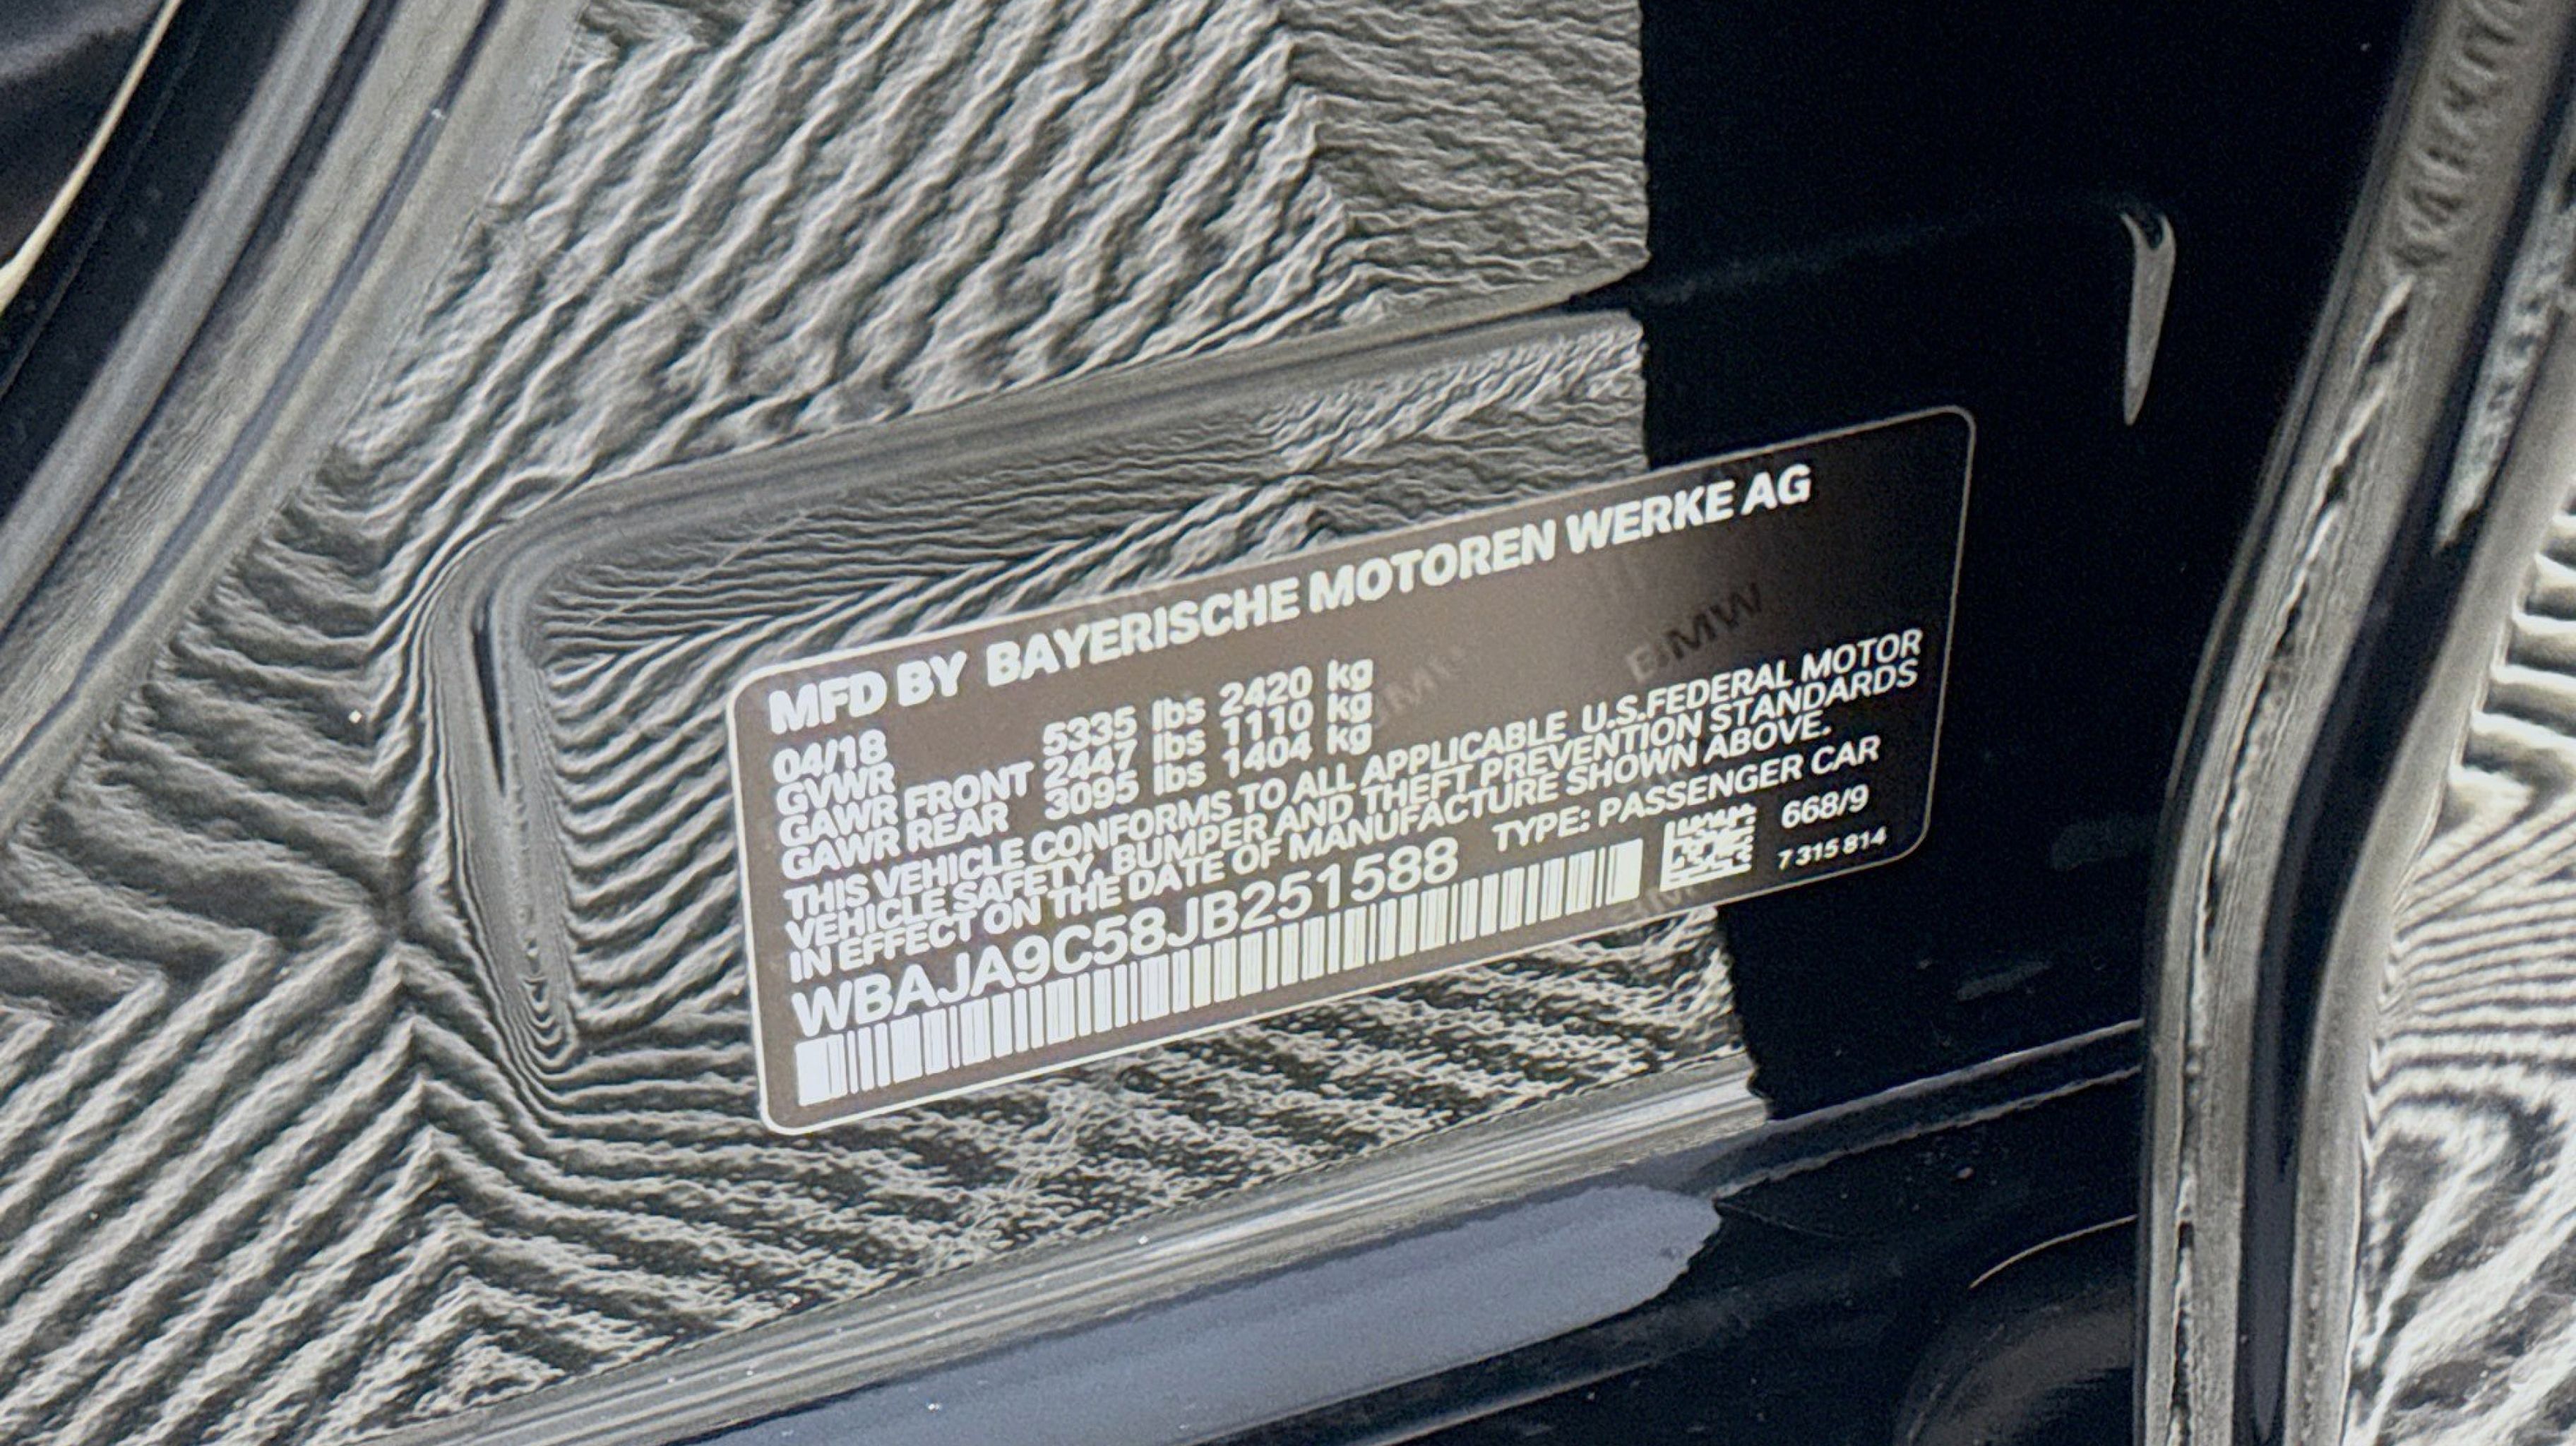 MFD BY BAYERISCHE MOTOREN WERKE AG
04/18
GVWR 5335 lbs 2420 kg
GAWR FRONT 2447 lbs 1110 kg
GAWR REAR 3095 lbs 1404 kg
THIS VEHICLE CONFORMS TO ALL APPLICABLE U.S.FEDERAL MOTOR
VEHICLE SAFETY, BUMPER AND THEFT PREVENTION STANDARDS
IN EFFECT ON THE DATE OF MANUFACTURE SHOWN ABOVE.
WBAJA9C58JB251588 TYPE: PASSENGER CAR
668/9
7 315 814
BMW